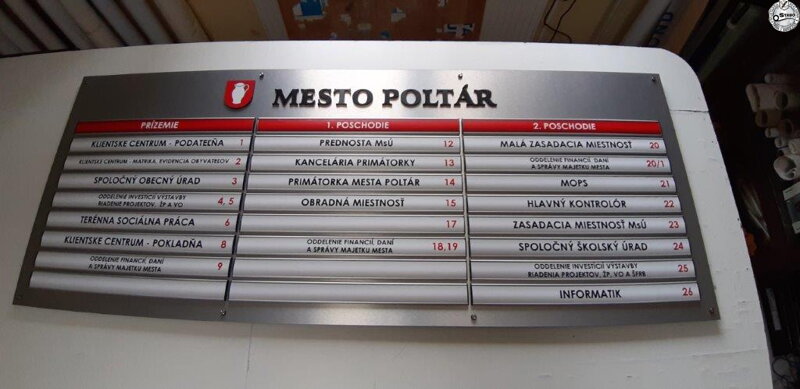 MESTO POLTÁR
PRÍZEMIE
KLIENTSKE CENTRUM - PODATEĽŇA 1
KLIENTSKE CENTRUM - MATRIKA, EVIDENCIA OBYVATEĽOV 2
SPOLOČNÝ OBECNÝ ÚRAD 3
ODDELENIE INVESTÍCIÍ VÝSTAVBY
RIADENIE PROJEKTOV, ŽP A VO 4, 5
TERÉNNA SOCIÁLNA PRÁCA 6
KLIENTSKE CENTRUM - POKLADŇA 8
ODDELENIE FINANCIÍ, DANÍ
A SPRÁVY MAJETKU MESTA 9
1. POSCHODIE
PREDNOSTA MsÚ 12
KANCELÁRIA PRIMÁTORKY 13
PRIMÁTORKA MESTA POLTÁR 14
OBRADNÁ MIESTNOSŤ 15
17
ODDELENIE FINANCIÍ, DANÍ
A SPRÁVY MAJETKU MESTA 18,19
2. POSCHODIE
MALÁ ZASADACIA MIESTNOSŤ 20
ODDELENIE FINANCIÍ, DANÍ
A SPRÁVY MAJETKU MESTA 20/1
MOPS 21
HLAVNÝ KONTROLÓR 22
ZASADACIA MIESTNOSŤ MsÚ 23
SPOLOČNÝ ŠKOLSKÝ ÚRAD 24
ODDELENIE INVESTÍCIÍ VÝSTAVBY
RIADENIA PROJEKTOV, ŽP, VO A ŠFRB 25
INFORMATIK 26